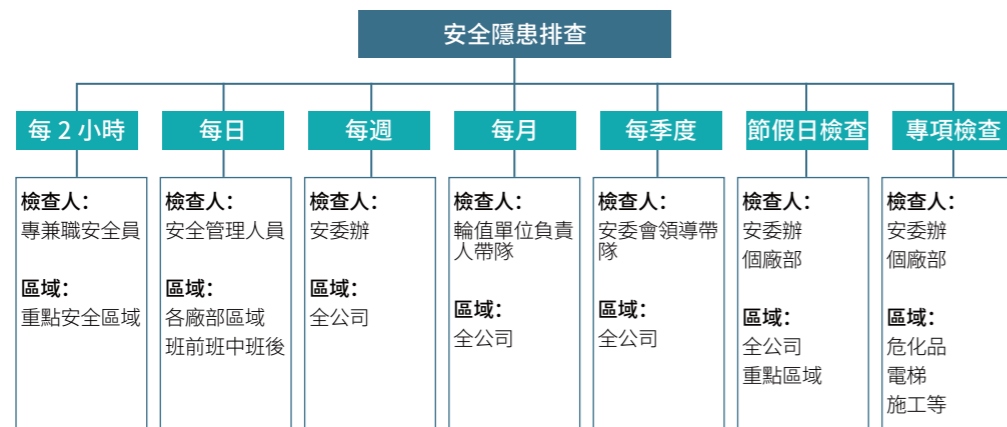 安全隱患排查
每 2 小時
檢查人：
專兼職安全員
區域：
重點安全區域
每日
檢查人：
安全管理人員
區域：
各廠部區域
班前班中班後
每週
檢查人：
安委辦
區域：
全公司
每月
檢查人：
輪值單位負責
人帶隊
區域：
全公司
每季度
檢查人：
安委會領導帶
隊
區域：
全公司
節假日檢查
檢查人：
安委辦
個廠部
區域：
全公司
重點區域
專項檢查
檢查人：
安委辦
個廠部
區域：
危化品
電梯
施工等